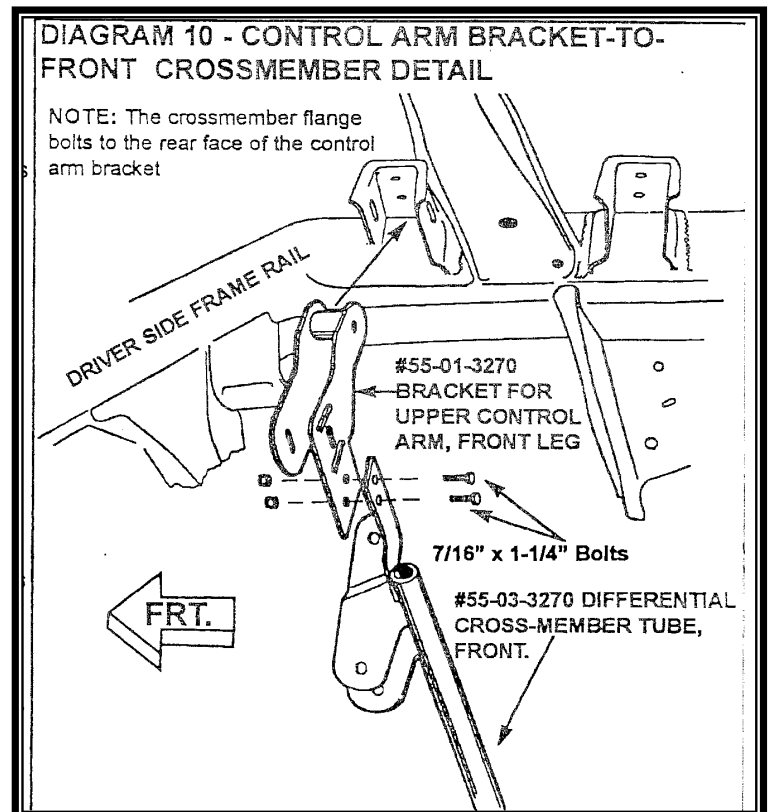 DIAGRAM 10 - CONTROL ARM BRACKET-TO-
FRONT CROSSMEMBER DETAIL
NOTE: The crossmember flange
bolts to the rear face of the control
arm bracket
DRIVER SIDE FRAME RAIL
#55-01-3270
BRACKET FOR
UPPER CONTROL
ARM, FRONT LEG
7/16" x 1-1/4" Bolts
#55-03-3270 DIFFERENTIAL
CROSS-MEMBER TUBE,
FRONT.
FRT.